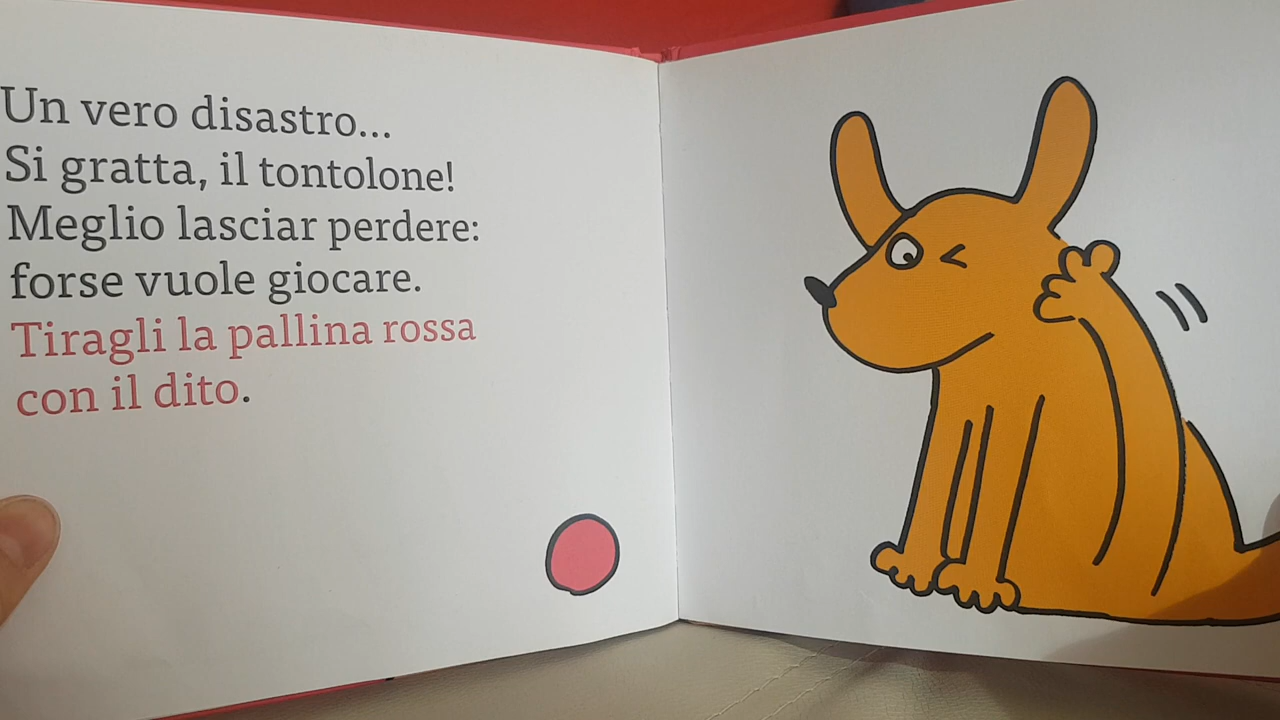 Un vero disastro...
Si gratta, il tontolone!
Meglio lasciar perdere:
forse vuole giocare.
Tiragli la pallina rossa
con il dito.